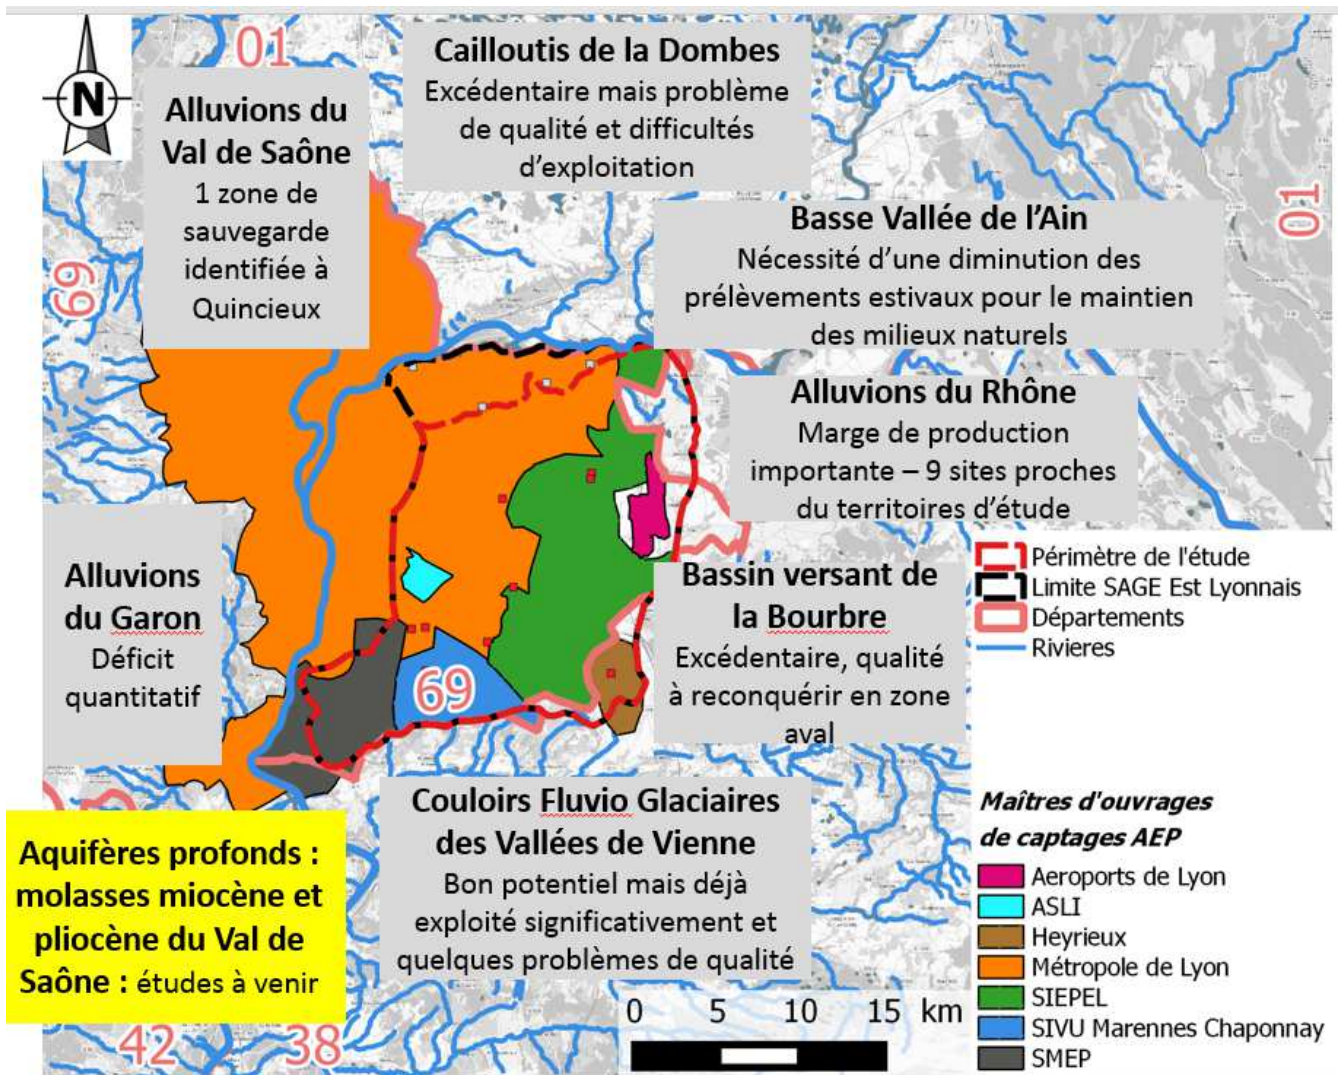 N
01
Alluvions du
Val de Saône
1 zone de
sauvegarde
identifiée à
Quincieux
Cailloutis de la Dombes
Excédentaire mais problème
de qualité et difficultés
d'exploitation
Basse Vallée de l'Ain
Nécessité d'une diminution des
prélèvements estivaux pour le maintien
des milieux naturels
01
69
Alluvions du Rhône
Marge de production
importante – 9 sites proches
du territoires d'étude
Alluvions
du Garon
Déficit
quantitatif
Bassin versant de
la Bourbre
Excédentaire, qualité
à reconquérir en zone
aval
69
Périmètre de l'étude
Limite SAGE Est Lyonnais
Départements
Rivieres
Couloirs Fluvio Glaciaires
des Vallées de Vienne
Bon potentiel mais déjà
exploité significativement et
quelques problèmes de qualité
Aquifères profonds :
molasses miocène et
pliocène du Val de
Saône : études à venir
42
38
0 5 10 15 km
Maîtres d'ouvrages
de captages AEP
Aeroports de Lyon
ASLI
Heyrieux
Métropole de Lyon
SIEPEL
SIVU Marennes Chaponnay
SMEP